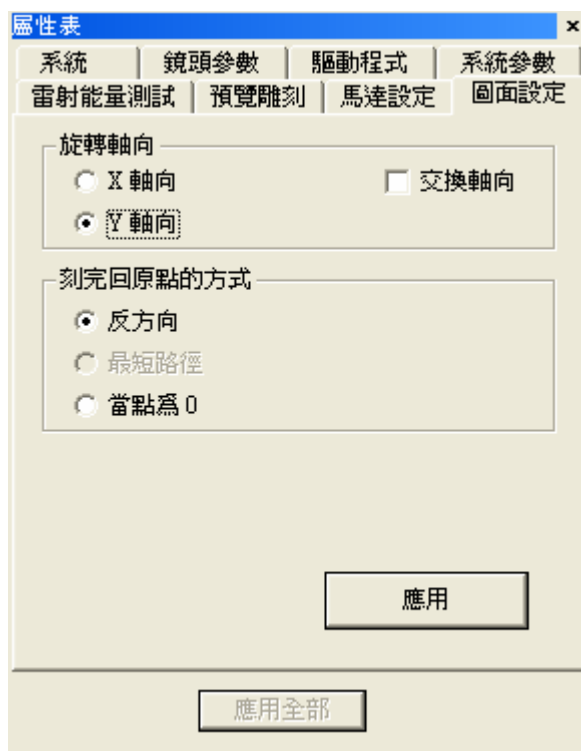 屬性表
系統 鏡頭參數 驅動程式 系統參數
雷射能量測試 預覽雕刻 馬達設定 圖面設定
旋轉軸向
X 軸向 交換軸向
Y 軸向
刻完回原點的方式
反方向
最短路徑
當點爲 0
應用
應用全部